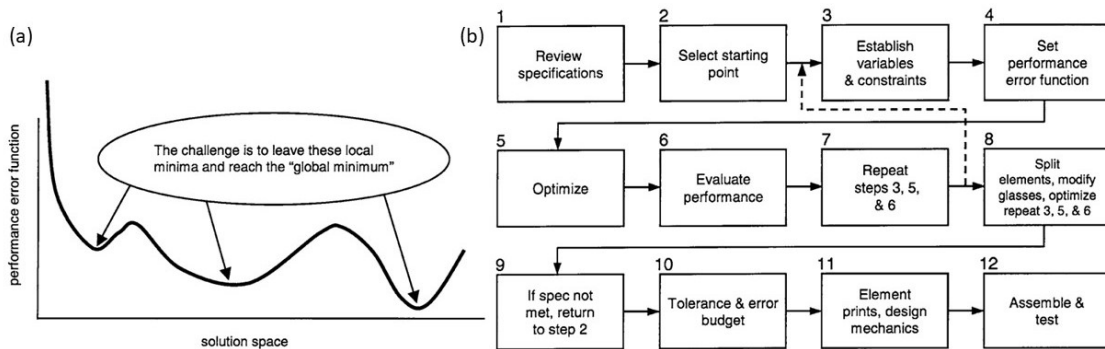 (a)
performance error function
The challenge is to leave these local
minima and reach the “global minimum”
solution space
(b)
1
Review
specifications
2
Select starting
point
3
Establish
variables
& constraints
4
Set
performance
error function
5
Optimize
6
Evaluate
performance
7
Repeat
steps 3, 5,
& 6
8
Split
elements, modify
glasses, optimize
repeat 3, 5, & 6
9
If spec not
met, return
to step 2
10
Tolerance & error
budget
11
Element
prints, design
mechanics
12
Assemble &
test